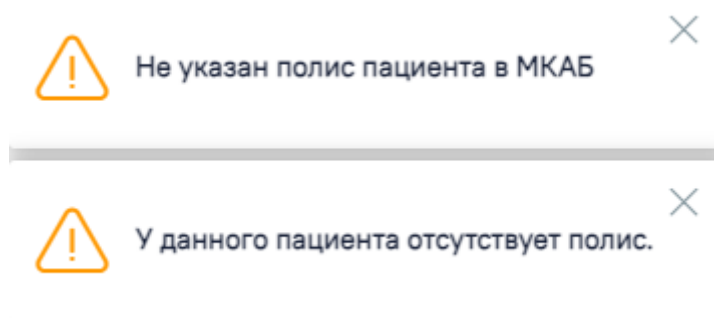 Не указан полис пациента в МКАБ
У данного пациента отсутствует полис.